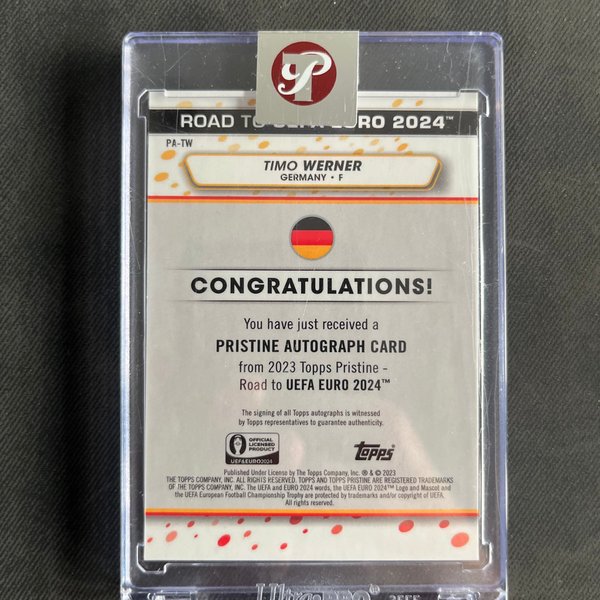 ROAD TO UEFA EURO 2024™
PA-TW
TIMO WERNER
GERMANY • F
CONGRATULATIONS!
You have just received a
PRISTINE AUTOGRAPH CARD
from 2023 Topps Pristine –
Road to UEFA EURO 2024™
The signing of all Topps autographs is witnessed
by Topps representatives to guarantee authenticity.
OFFICIAL
LICENSED
PRODUCT
UEFA EURO2024
topps
Published Under License by The Topps Company, Inc. ® & © 2023
THE TOPPS COMPANY, INC. ALL RIGHTS RESERVED. TOPPS AND TOPPS PRISTINE ARE REGISTERED TRADEMARKS
OF THE TOPPS COMPANY, INC. The UEFA and EURO 2024 words, the UEFA EURO 2024™ Logo and Mascot and
the UEFA European Football Championship Trophy are protected by trademarks and/or copyright of UEFA.
All rights reserved.